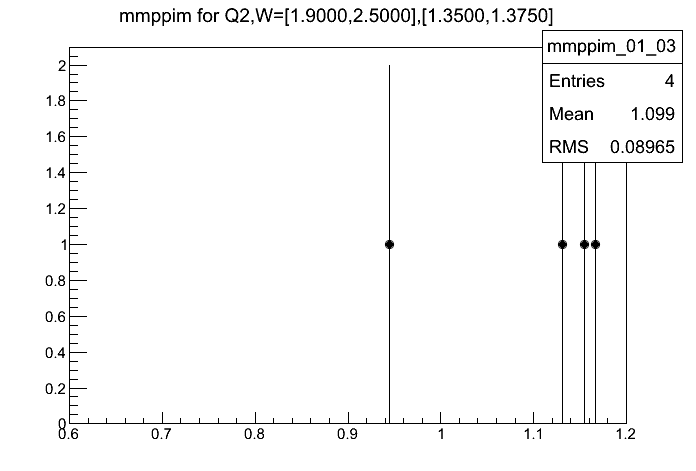 mmppim for Q2,W=[1.9000,2.5000],[1.3500,1.3750]
mmppim_01_03
Entries 4
Mean 1.099
RMS 0.08965
2
1.8
1.6
1.4
1.2
1
0.8
0.6
0.4
0.2
0
0.6 0.7 0.8 0.9 1 1.1 1.2